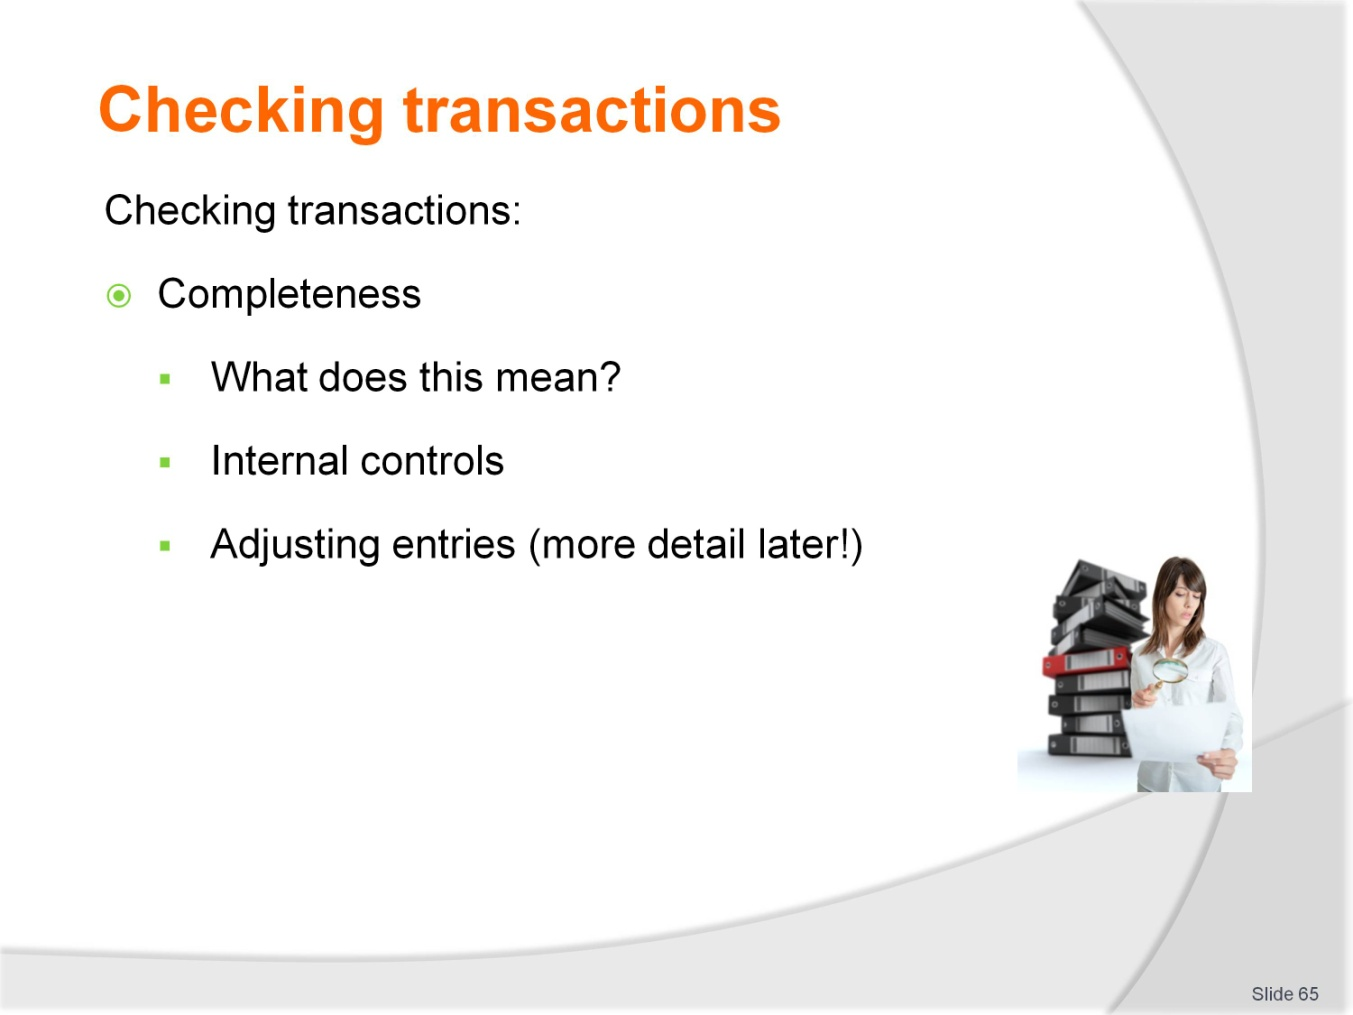 Checking transactions
Checking transactions:
Completeness
What does this mean?
Internal controls
Adjusting entries (more detail later!)
Slide 65